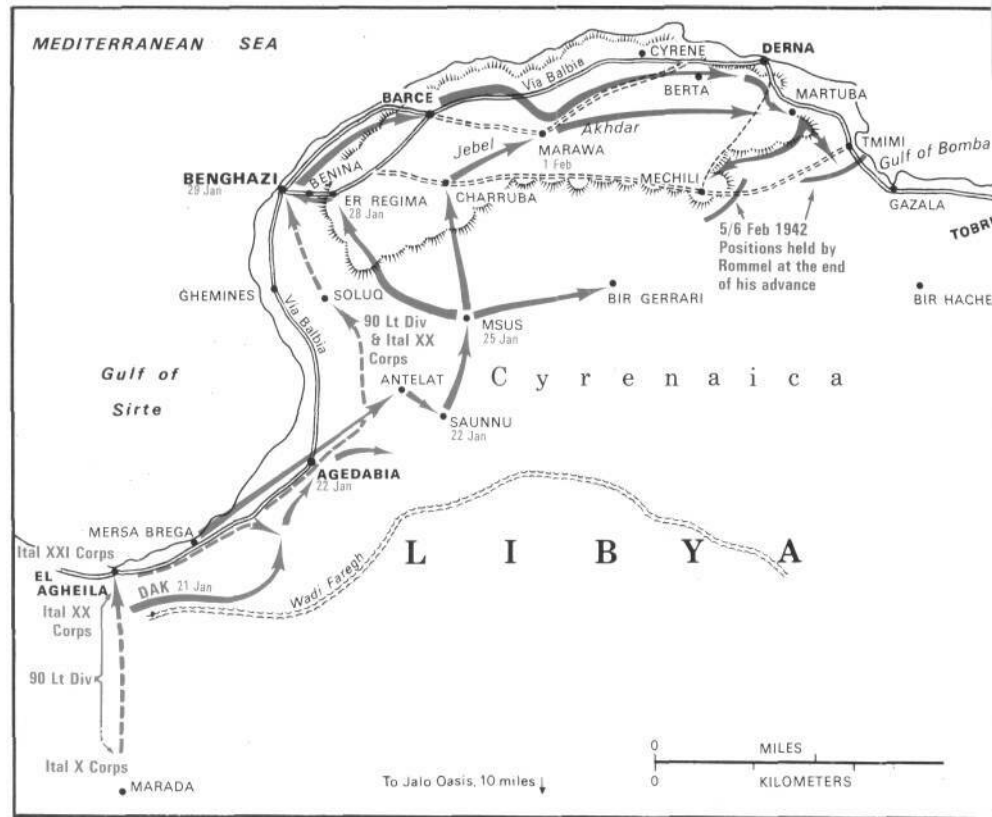 MEDITERRANEAN SEA
CYRENE
DERNA
Via Balbia
BARCE
BERTA
MARTUBA
Jebel
Akhdar
MARAWA
1 Feb
TMIMI
Gulf of Bomba
BENGHAZI
29 Jan
BENINA
ER REGIMA
28 Jan
CHARRUBA
MECHILI
GAZALA
TOBRU
5/6 Feb 1942
Positions held by
Rommel at the end
of his advance
GHEMINES
Via Balbia
SOLUQ
BIR GERRARI
BIR HACHE
90 Lt Div
& Ital XX
Corps
MSUS
25 Jan
Gulf of
Sirte
ANTELAT
Cyrenaica
SAUNNU
22 Jan
AGEDABIA
22 Jan
MERSA BREGA
Ital XXI Corps
LIBYA
EL
AGHEILA
DAK 21 Jan
Wadi Faregh
Ital XX
Corps
90 Lt Div
Ital X Corps
MARADA
To Jalo Oasis, 10 miles
0 MILES
0 KILOMETERS